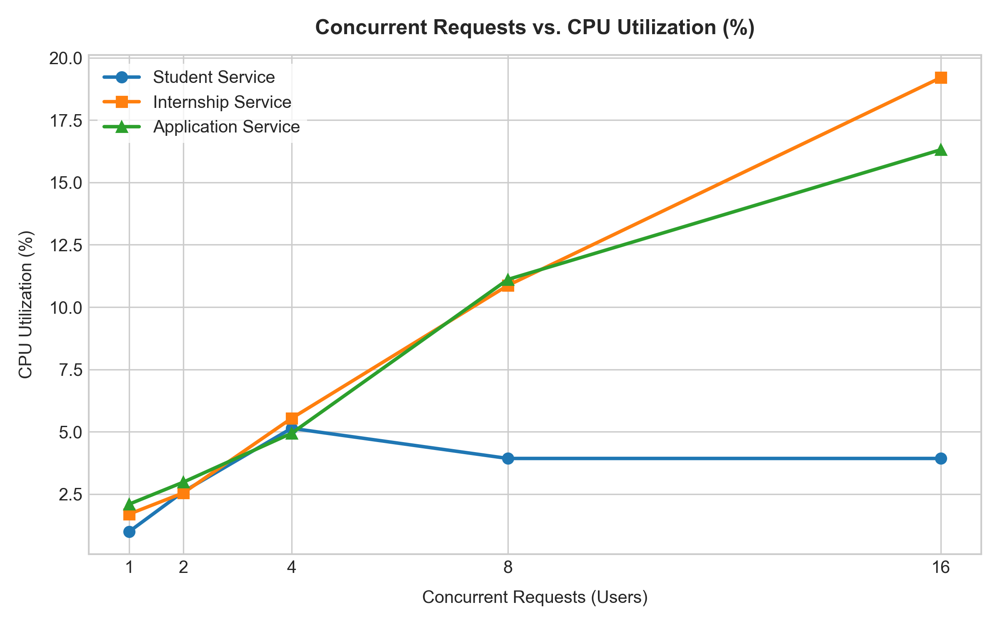 Concurrent Requests vs. CPU Utilization (%)
20.0
17.5
15.0
12.5
10.0
7.5
5.0
2.5
CPU Utilization (%)
Student Service
Internship Service
Application Service
1 2 4 8 16
Concurrent Requests (Users)